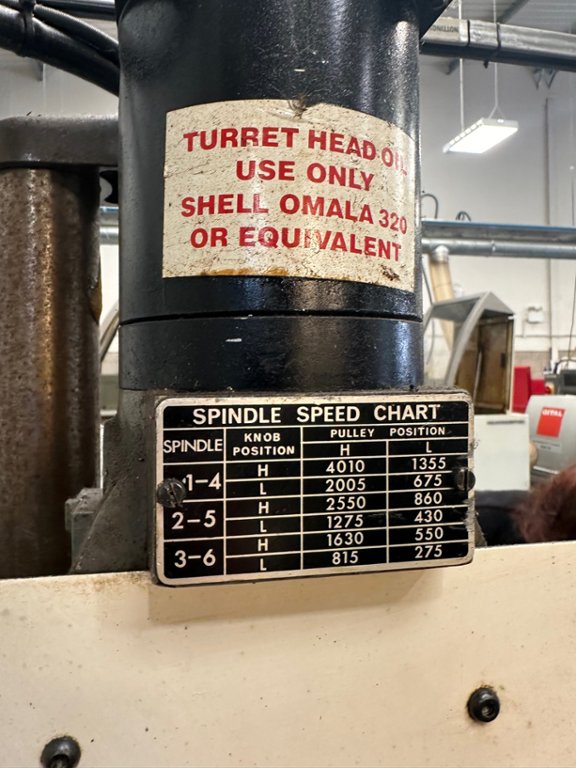 TURRET HEAD OIL
USE ONLY
SHELL OMALA 320
OR EQUIVALENT
SPINDLE SPEED CHART
SPINDLE KNOB POSITION PULLEY POSITION
H L
1-4 H 4010 1355
L 2005 675
2-5 H 2550 860
L 1275 430
3-6 H 1630 550
L 815 275